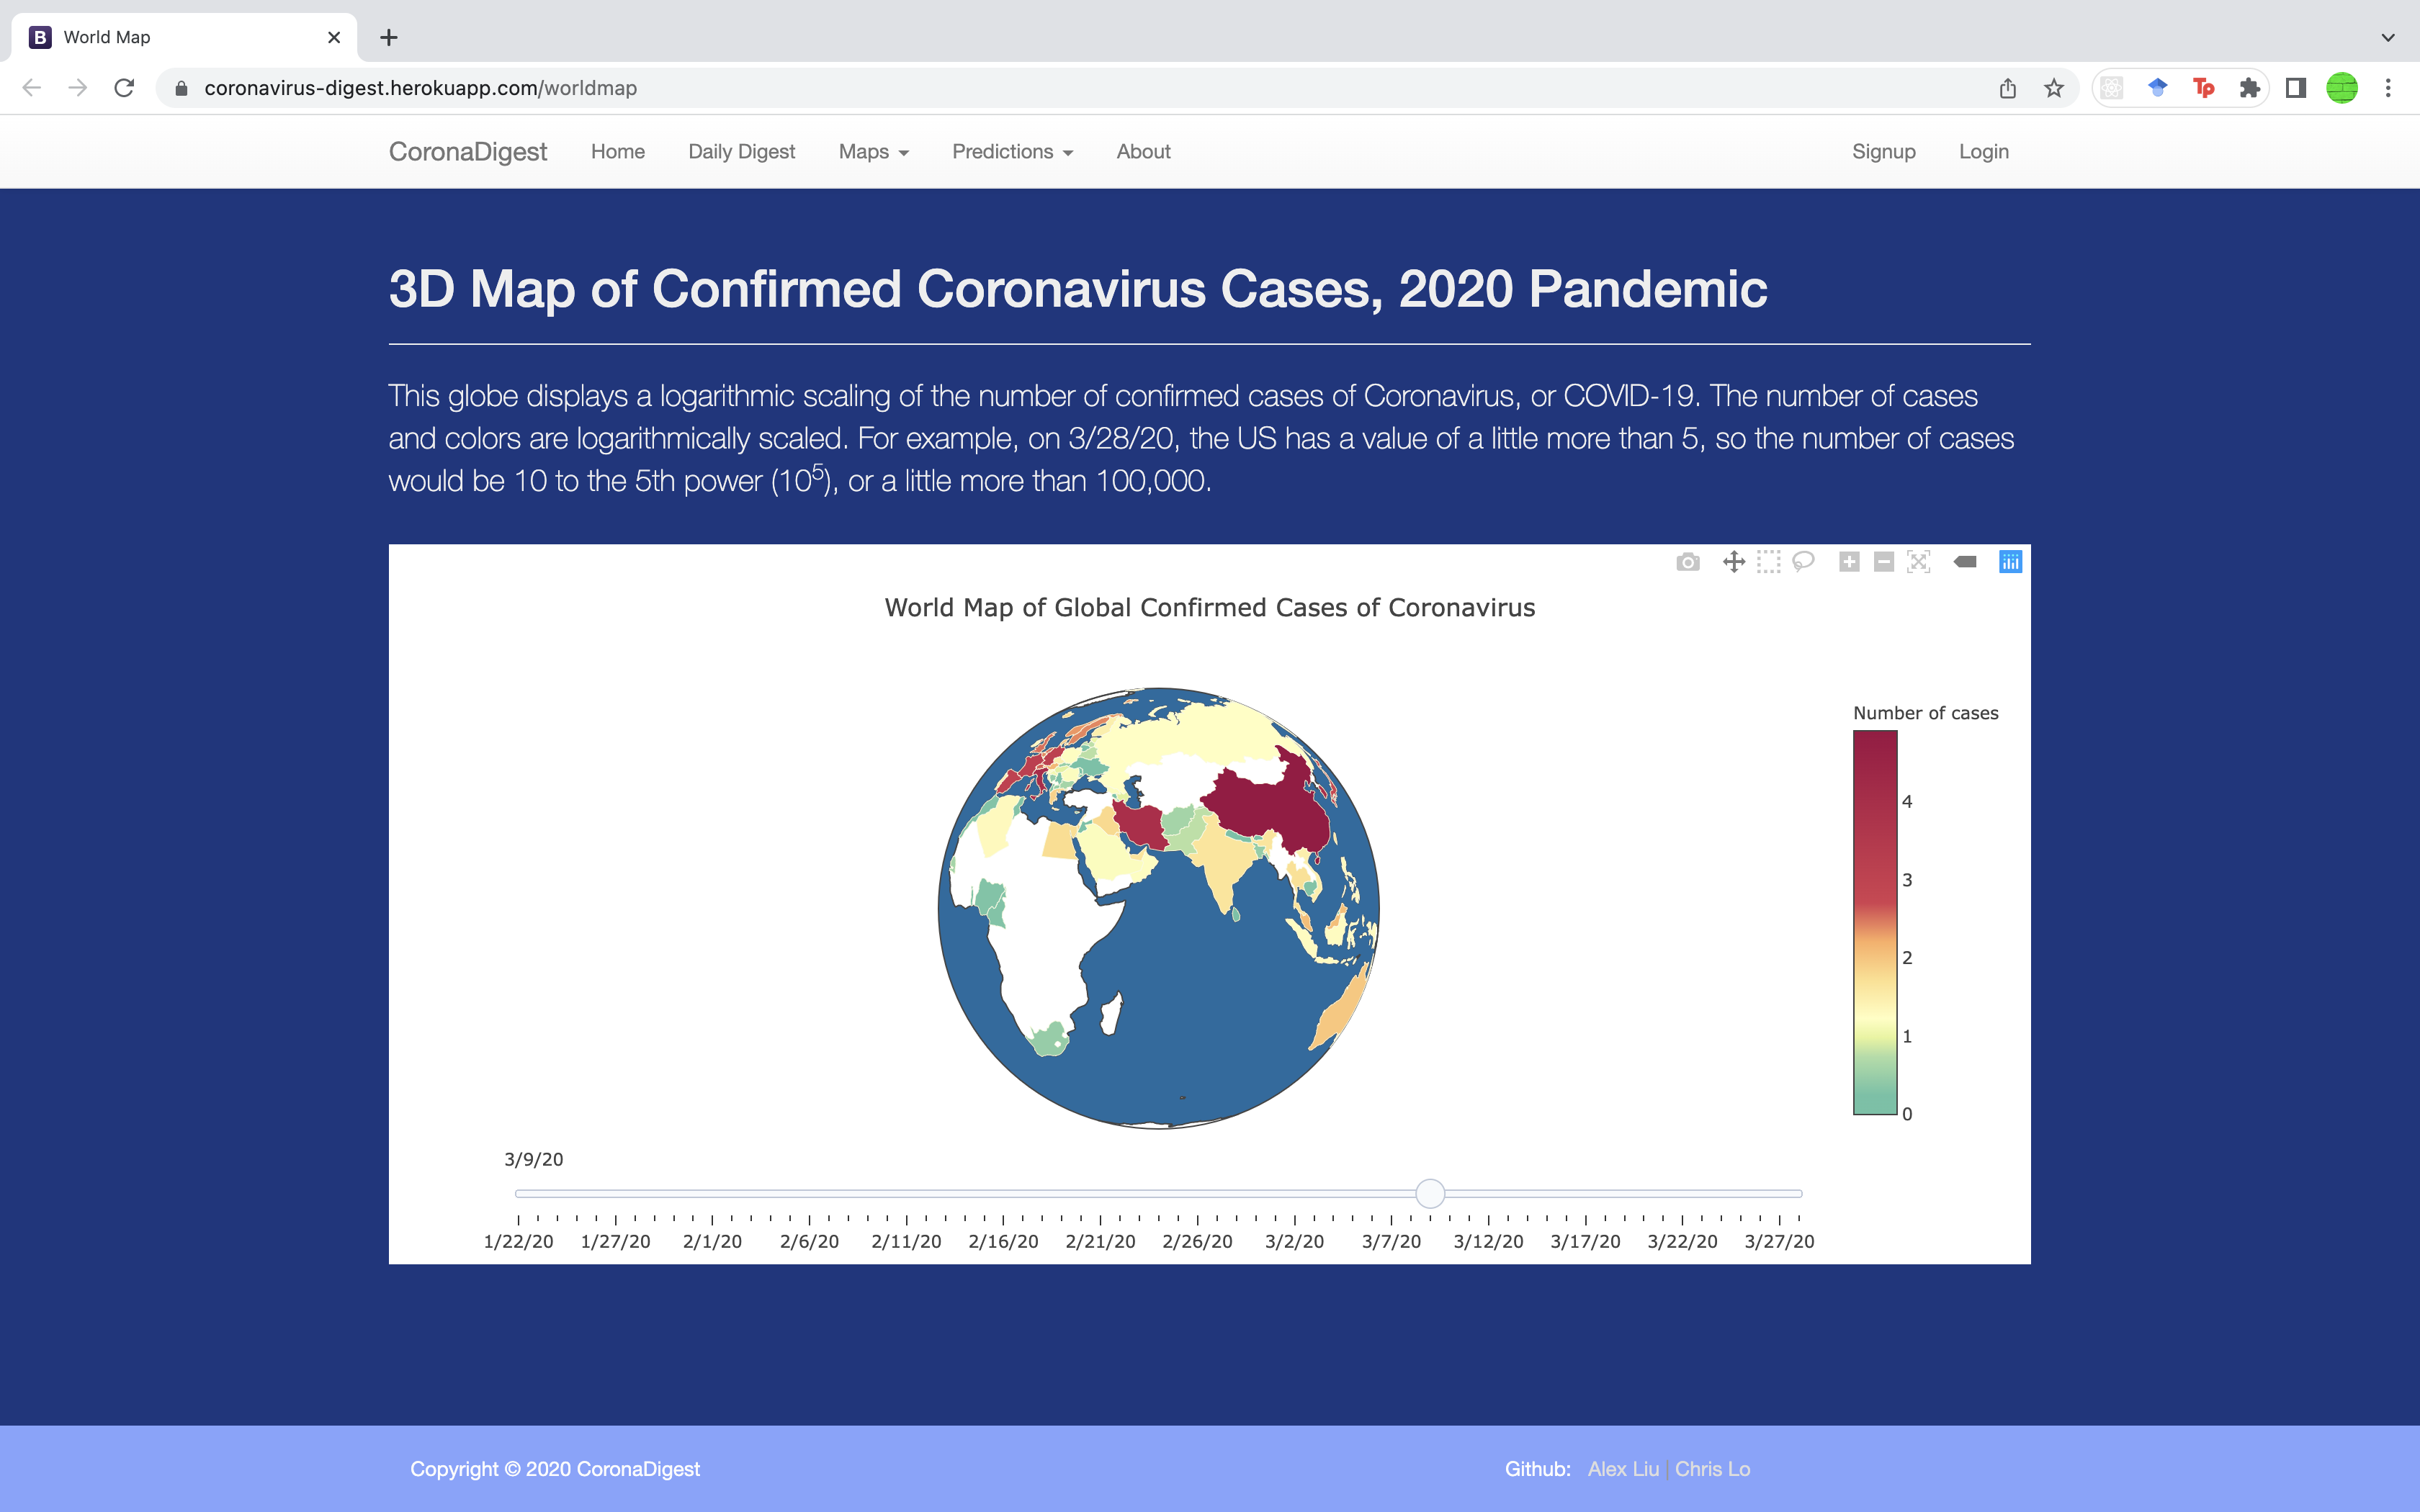 B World Map
coronavirus-digest.herokuapp.com/worldmap
Tp
CoronaDigest Home Daily Digest Maps Predictions About Signup Login
3D Map of Confirmed Coronavirus Cases, 2020 Pandemic
This globe displays a logarithmic scaling of the number of confirmed cases of Coronavirus, or COVID-19. The number of cases
and colors are logarithmically scaled. For example, on 3/28/20, the US has a value of a little more than 5, so the number of cases
would be 10 to the 5th power (10⁵), or a little more than 100,000.
World Map of Global Confirmed Cases of Coronavirus
Number of cases
4
3
2
1
0
3/9/20
1/22/20 1/27/20 2/1/20 2/6/20 2/11/20 2/16/20 2/21/20 2/26/20 3/2/20 3/7/20 3/12/20 3/17/20 3/22/20 3/27/20
Copyright © 2020 CoronaDigest Github: Alex Liu | Chris Lo